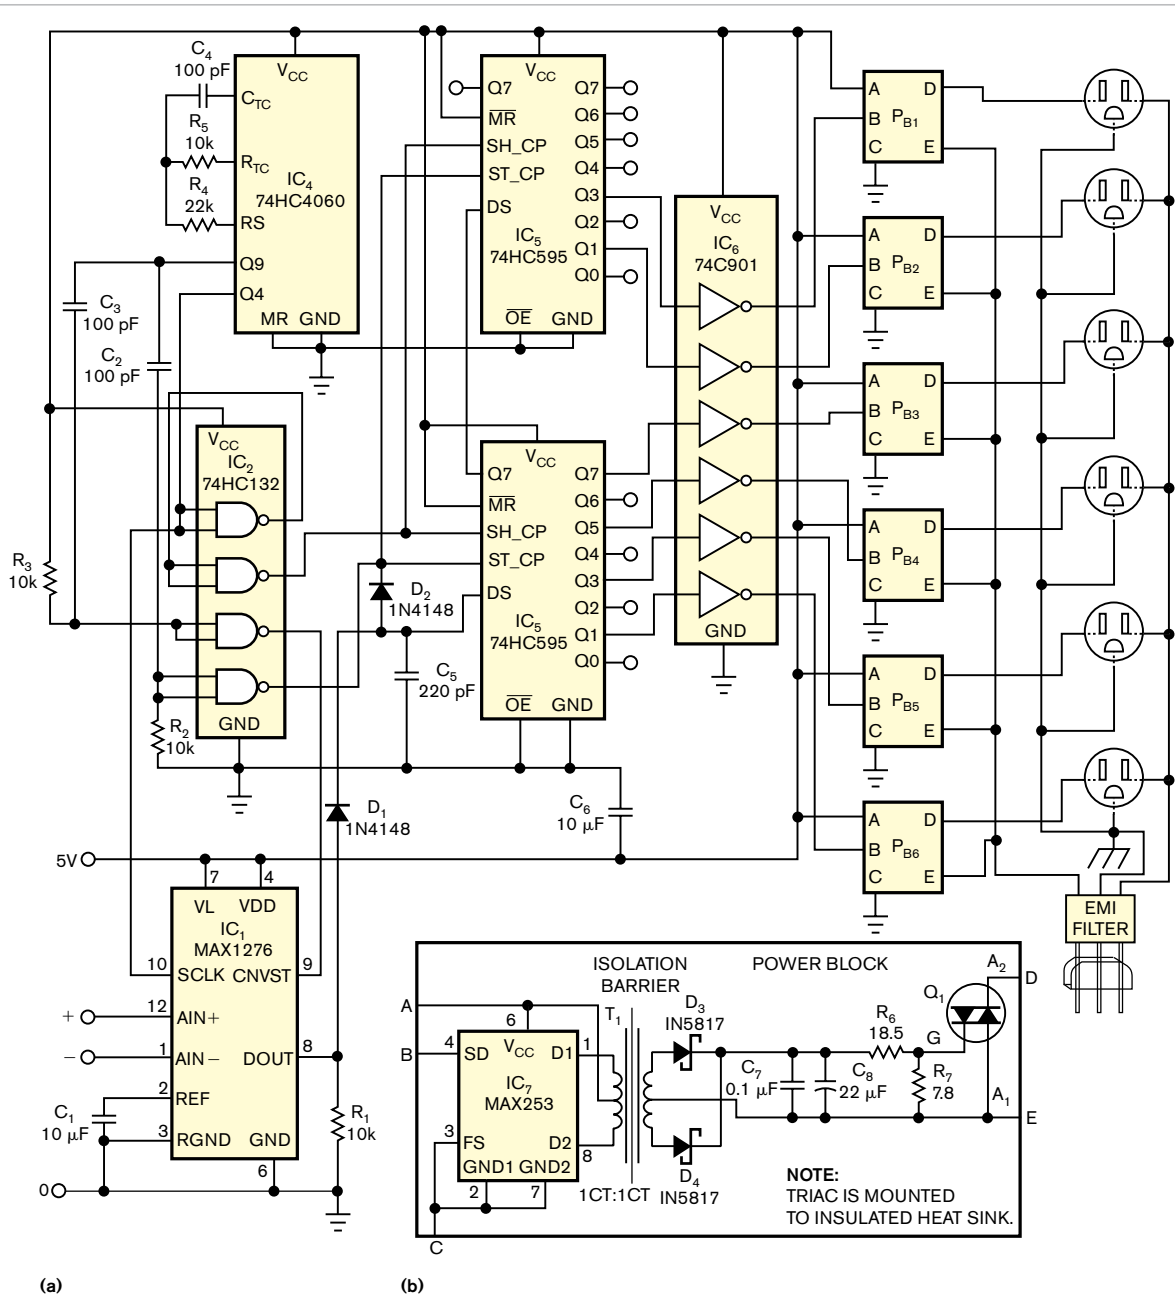 C4
100 pF
R5
10k
R4
22k
VCC
CTC
RTC
RS
IC4
74HC4060
Q9
Q4
MR GND
C3
100 pF
C2
100 pF
VCC
Q7
MR
SH_CP
ST_CP
DS
IC5
74HC595
Q7
Q6
Q5
Q4
Q3
Q2
Q1
Q0
OE GND
VCC
IC6
74C901
GND
A
B
C
D
E
PB1
A
B
C
D
E
PB2
A
B
C
D
E
PB3
A
B
C
D
E
PB4
A
B
C
D
E
PB5
A
B
C
D
E
PB6
VCC
IC2
74HC132
GND
R3
10k
R2
10k
VCC
Q7
MR
SH_CP
ST_CP
DS
IC5
74HC595
Q7
Q6
Q5
Q4
Q3
Q2
Q1
Q0
OE GND
D2
1N4148
C5
220 pF
D1
1N4148
C6
10 µF
5V
7
4
VL VDD
IC1
MAX1276
10
SCLK CNVST
9
+
12
AIN+
−
1
AIN−
DOUT
8
2
REF
C1
10 µF
3
RGND GND
6
R1
10k
0
EMI
FILTER
ISOLATION
BARRIER
POWER BLOCK
A
B
C
6
4
SD
VCC
D1
1
IC7
MAX253
3
FS
D2
8
GND1 GND2
2
7
T1
1CT:1CT
D3
IN5817
D4
IN5817
C7
0.1 µF
C8
22 µF
R6
18.5
R7
7.8
Q1
G
A2
A1
D
E
NOTE:
TRIAC IS MOUNTED
TO INSULATED HEAT SINK.
(a)
(b)